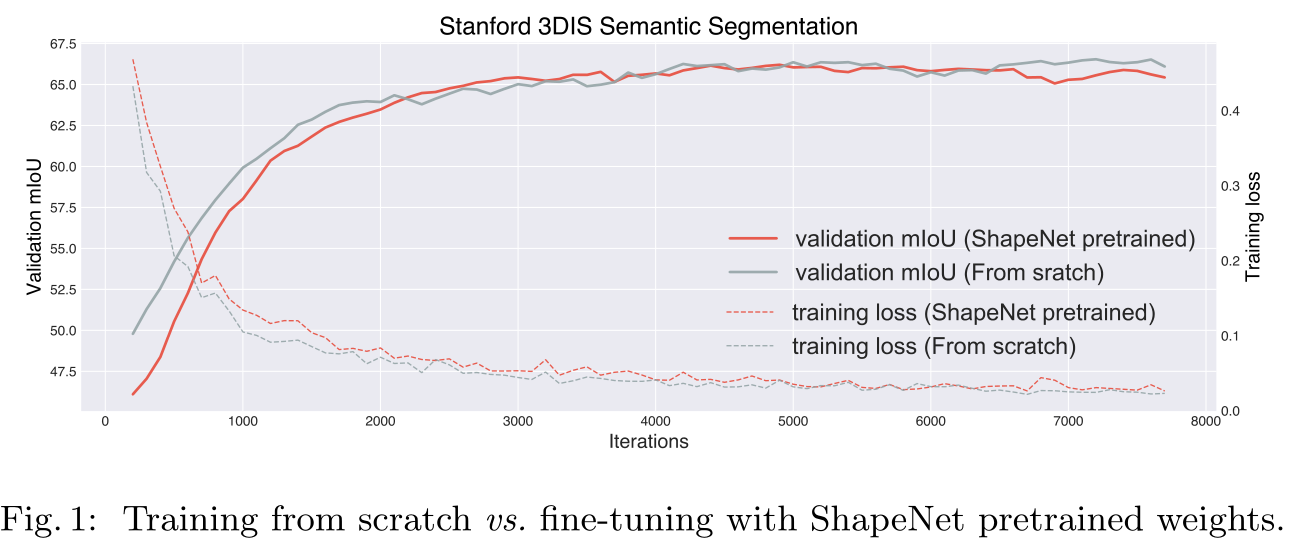 Stanford 3DIS Semantic Segmentation
67.5
65.0
62.5
60.0
57.5
55.0
52.5
50.0
47.5
Validation mIoU
0.4
0.3
0.2
0.1
0.0
Training loss
validation mIoU (ShapeNet pretrained)
validation mIoU (From sratch)
training loss (ShapeNet pretrained)
training loss (From scratch)
0 1000 2000 3000 4000 5000 6000 7000 8000
Iterations
Fig. 1: Training from scratch vs. fine-tuning with ShapeNet pretrained weights.